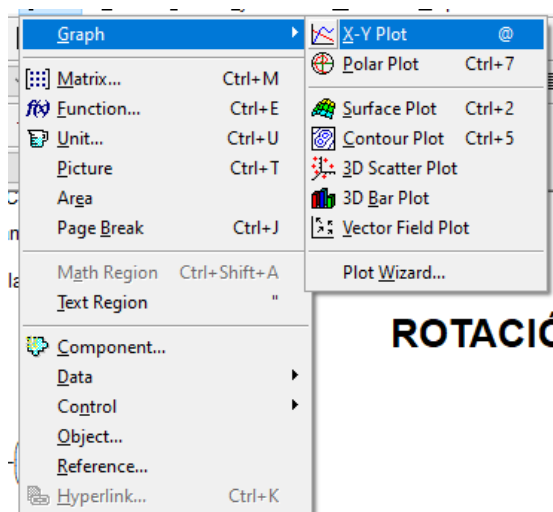 Graph
Matrix... Ctrl+M
Function... Ctrl+E
Unit... Ctrl+U
Picture Ctrl+T
Area
Page Break Ctrl+J
Math Region Ctrl+Shift+A
Text Region "
Component...
Data
Control
Object...
Reference...
Hyperlink... Ctrl+K
X-Y Plot @
Polar Plot Ctrl+7
Surface Plot Ctrl+2
Contour Plot Ctrl+5
3D Scatter Plot
3D Bar Plot
Vector Field Plot
Plot Wizard...